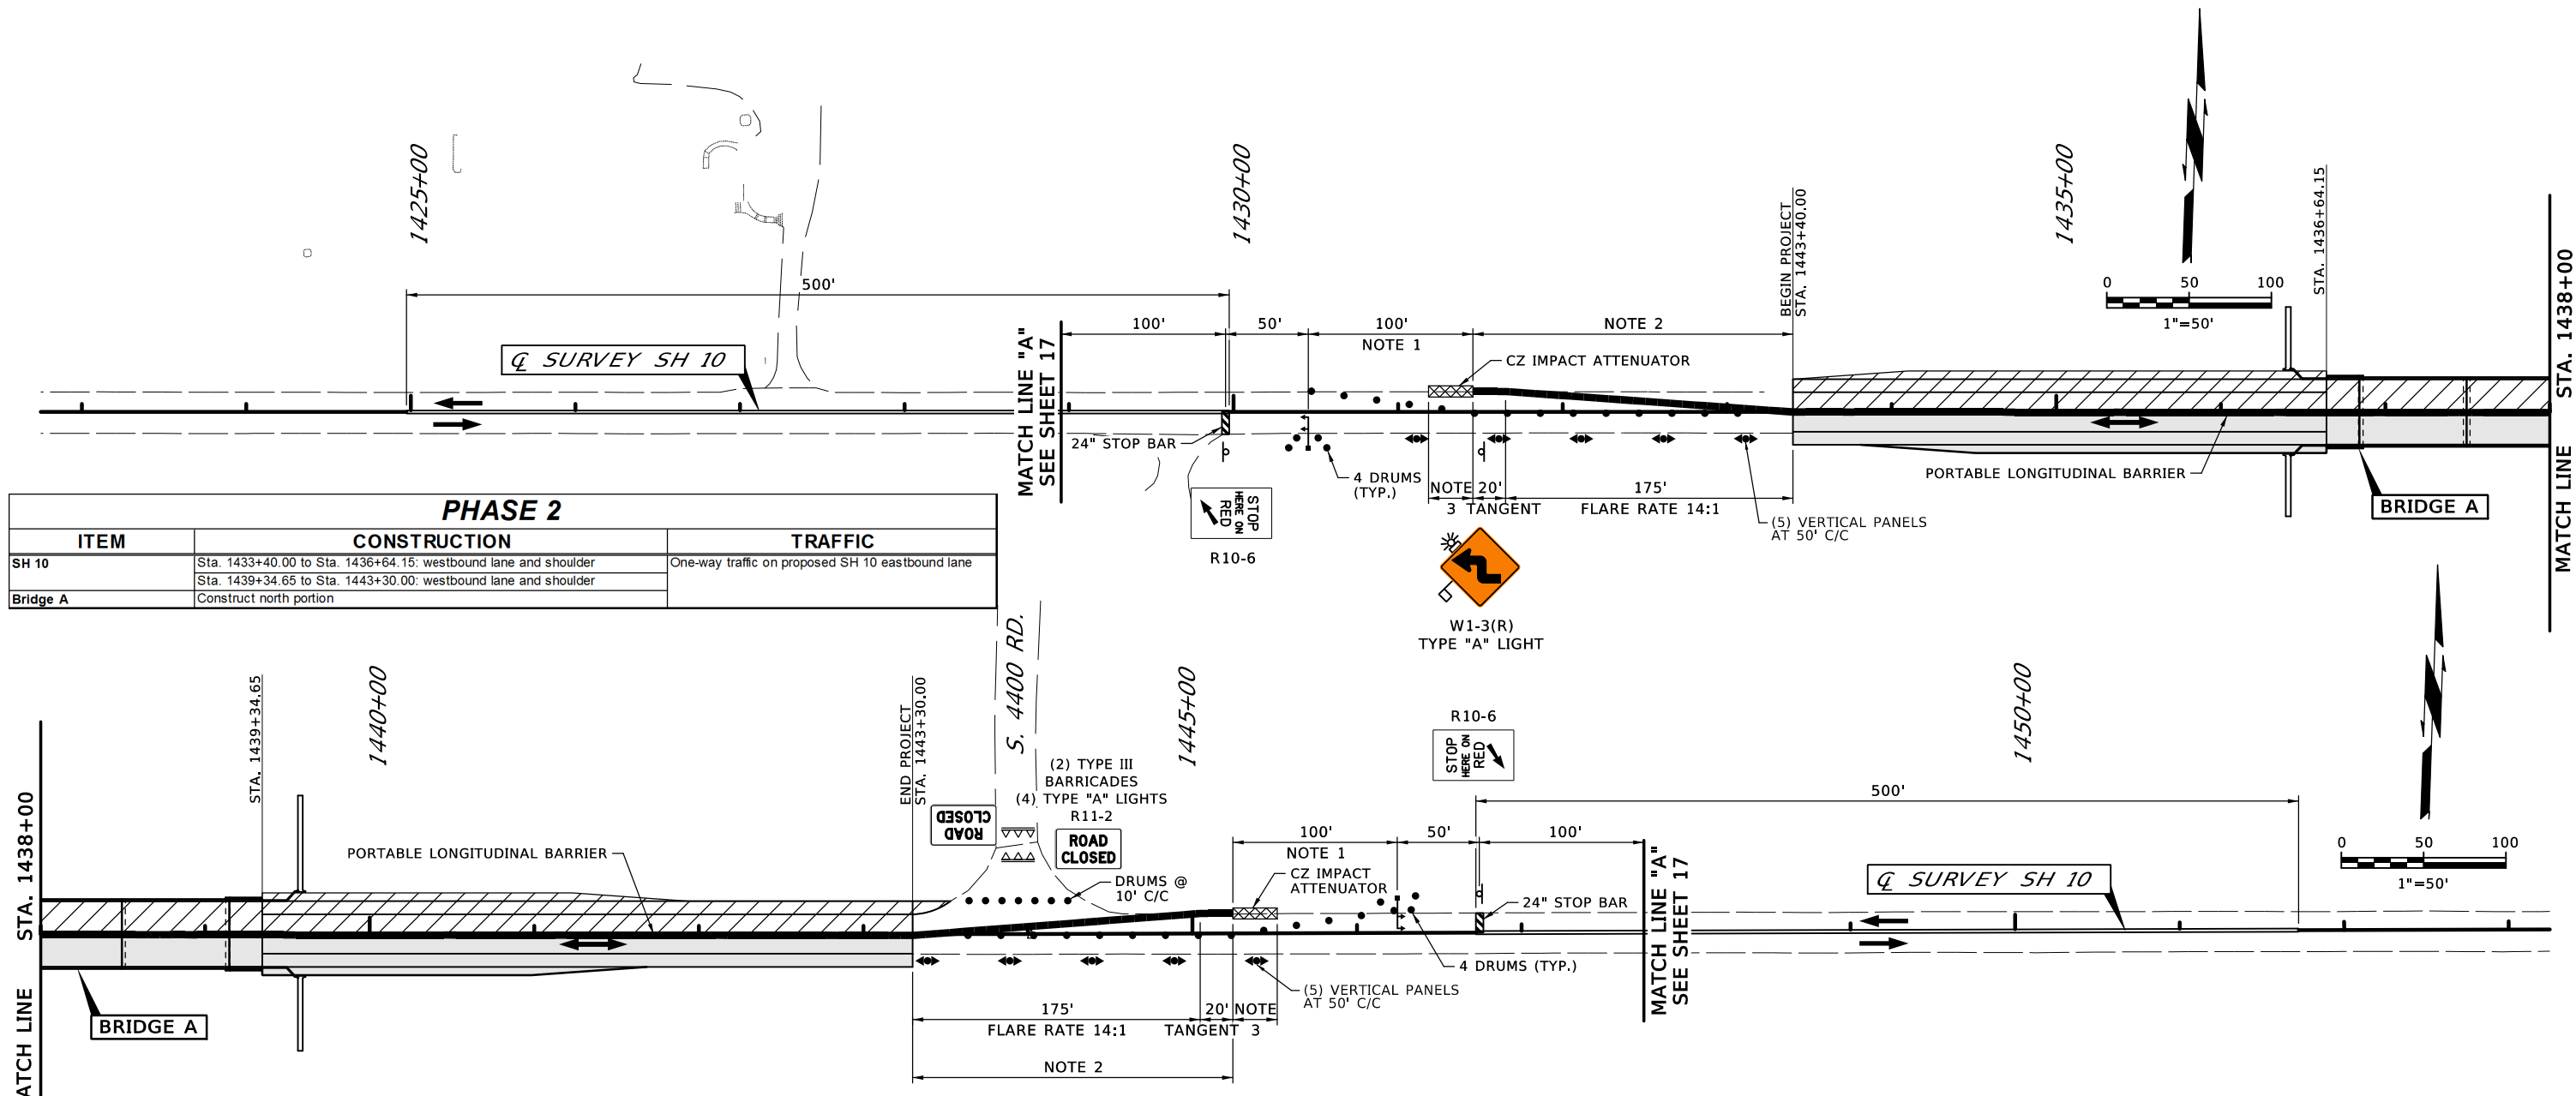 1425+00
1430+00
1435+00
BEGIN PROJECT
STA. 1443+40.00
STA. 1436+64.15
MATCH LINE STA. 1438+00
0 50 100
1"=50'
500'
100'
50'
100'
NOTE 1
NOTE 2
MATCH LINE "A"
SEE SHEET 17
℄ SURVEY SH 10
CZ IMPACT ATTENUATOR
24" STOP BAR
4 DRUMS
(TYP.)
NOTE
3
20'
TANGENT
175'
FLARE RATE 14:1
(5) VERTICAL PANELS
AT 50' C/C
PORTABLE LONGITUDINAL BARRIER
BRIDGE A
STOP
HERE ON
RED
R10-6
W1-3(R)
TYPE "A" LIGHT
PHASE 2
ITEM CONSTRUCTION TRAFFIC
SH 10 Sta. 1433+40.00 to Sta. 1436+64.15: westbound lane and shoulder One-way traffic on proposed SH 10 eastbound lane
Sta. 1439+34.65 to Sta. 1443+30.00: westbound lane and shoulder
Bridge A Construct north portion
S. 4400 RD.
STA. 1439+34.65
1440+00
END PROJECT
STA. 1443+30.00
1445+00
1450+00
MATCH LINE STA. 1438+00
(2) TYPE III
BARRICADES
(4) TYPE "A" LIGHTS
R11-2
ROAD
CLOSED
ROAD
CLOSED
R10-6
STOP
HERE ON
RED
500'
100'
50'
100'
NOTE 1
PORTABLE LONGITUDINAL BARRIER
DRUMS @
10' C/C
CZ IMPACT
ATTENUATOR
24" STOP BAR
MATCH LINE "A"
SEE SHEET 17
℄ SURVEY SH 10
0 50 100
1"=50'
4 DRUMS (TYP.)
(5) VERTICAL PANELS
AT 50' C/C
BRIDGE A
175'
FLARE RATE 14:1
20'
TANGENT
NOTE
3
NOTE 2